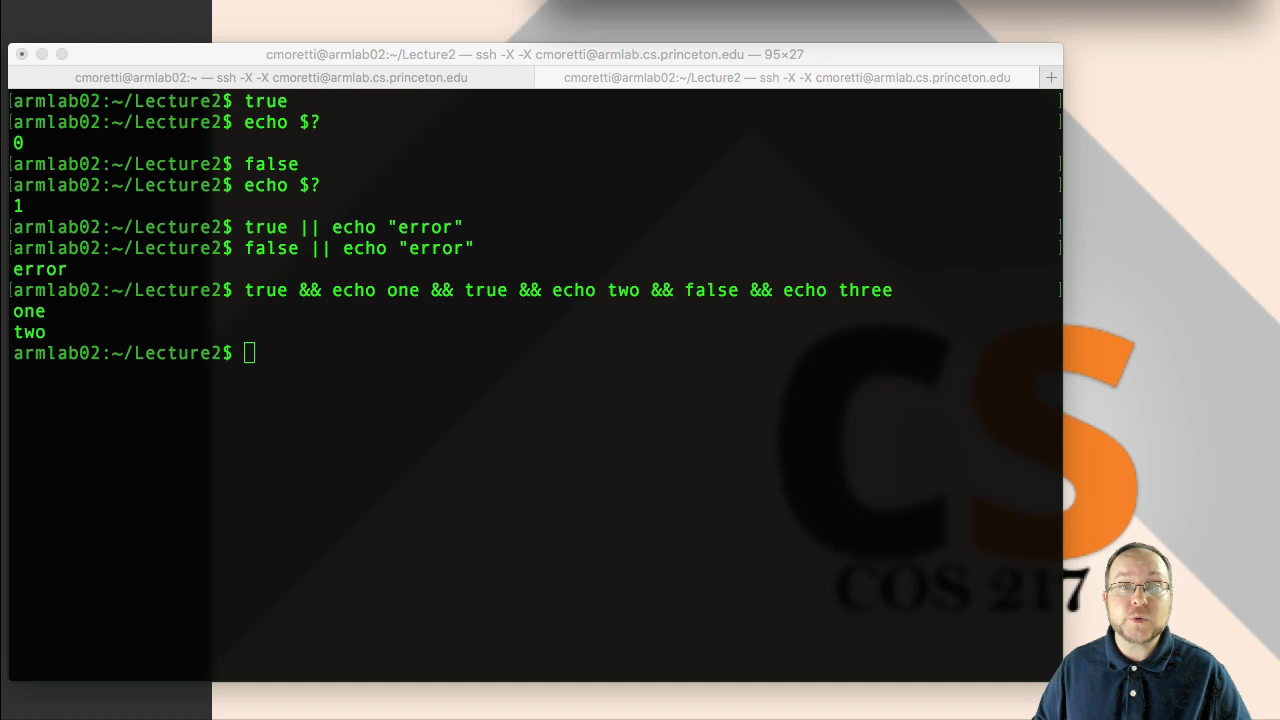 cmoretti@armlab02:~/Lecture2 — ssh -X -X cmoretti@armlab.cs.princeton.edu — 95×27
cmoretti@armlab02:~ — ssh -X -X cmoretti@armlab.cs.princeton.edu
cmoretti@armlab02:~/Lecture2 — ssh -X -X cmoretti@armlab.cs.princeton.edu +
[armlab02:~/Lecture2$ true ]
[armlab02:~/Lecture2$ echo $? ]
0
[armlab02:~/Lecture2$ false ]
[armlab02:~/Lecture2$ echo $? ]
1
[armlab02:~/Lecture2$ true || echo "error" ]
[armlab02:~/Lecture2$ false || echo "error" ]
error
[armlab02:~/Lecture2$ true && echo one && true && echo two && false && echo three ]
one
two
armlab02:~/Lecture2$
CS
COS 217